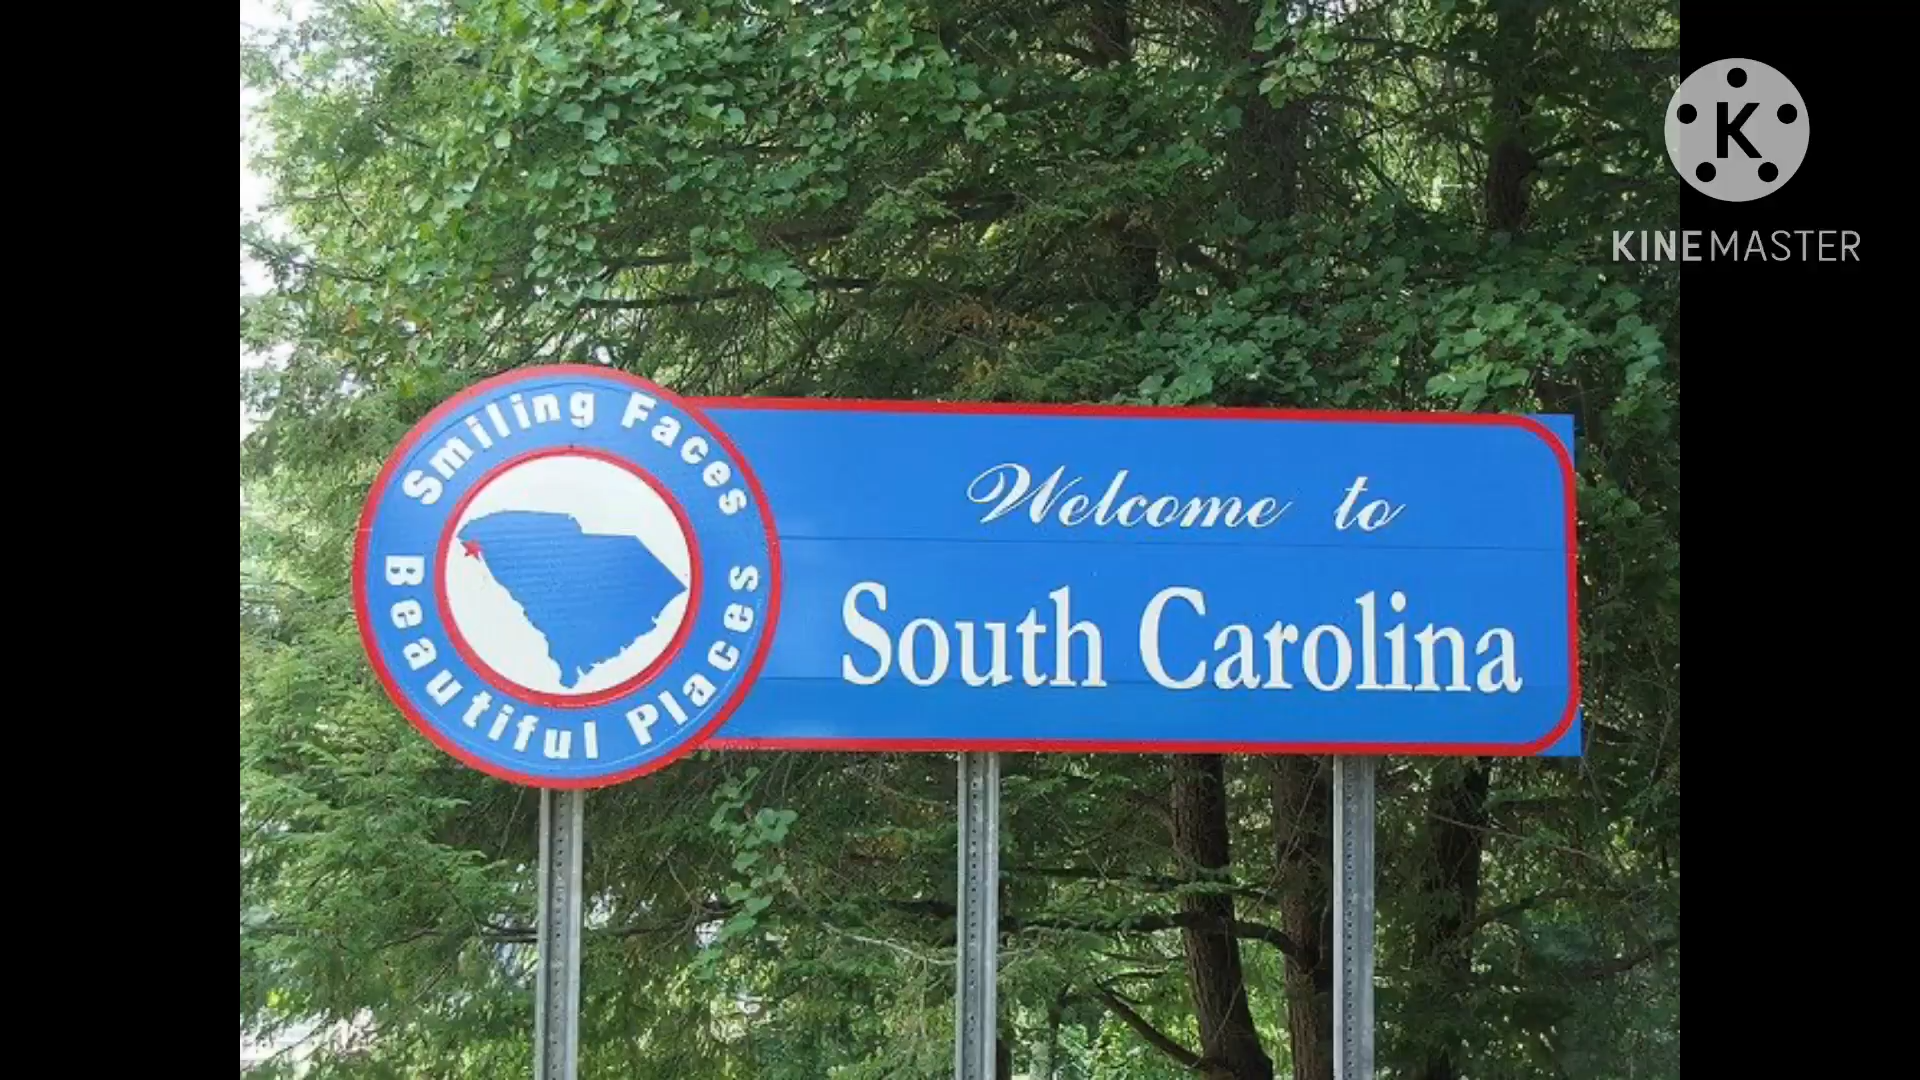 Smiling Faces
Beautiful Places
Welcome to
South Carolina
K
KINEMASTER